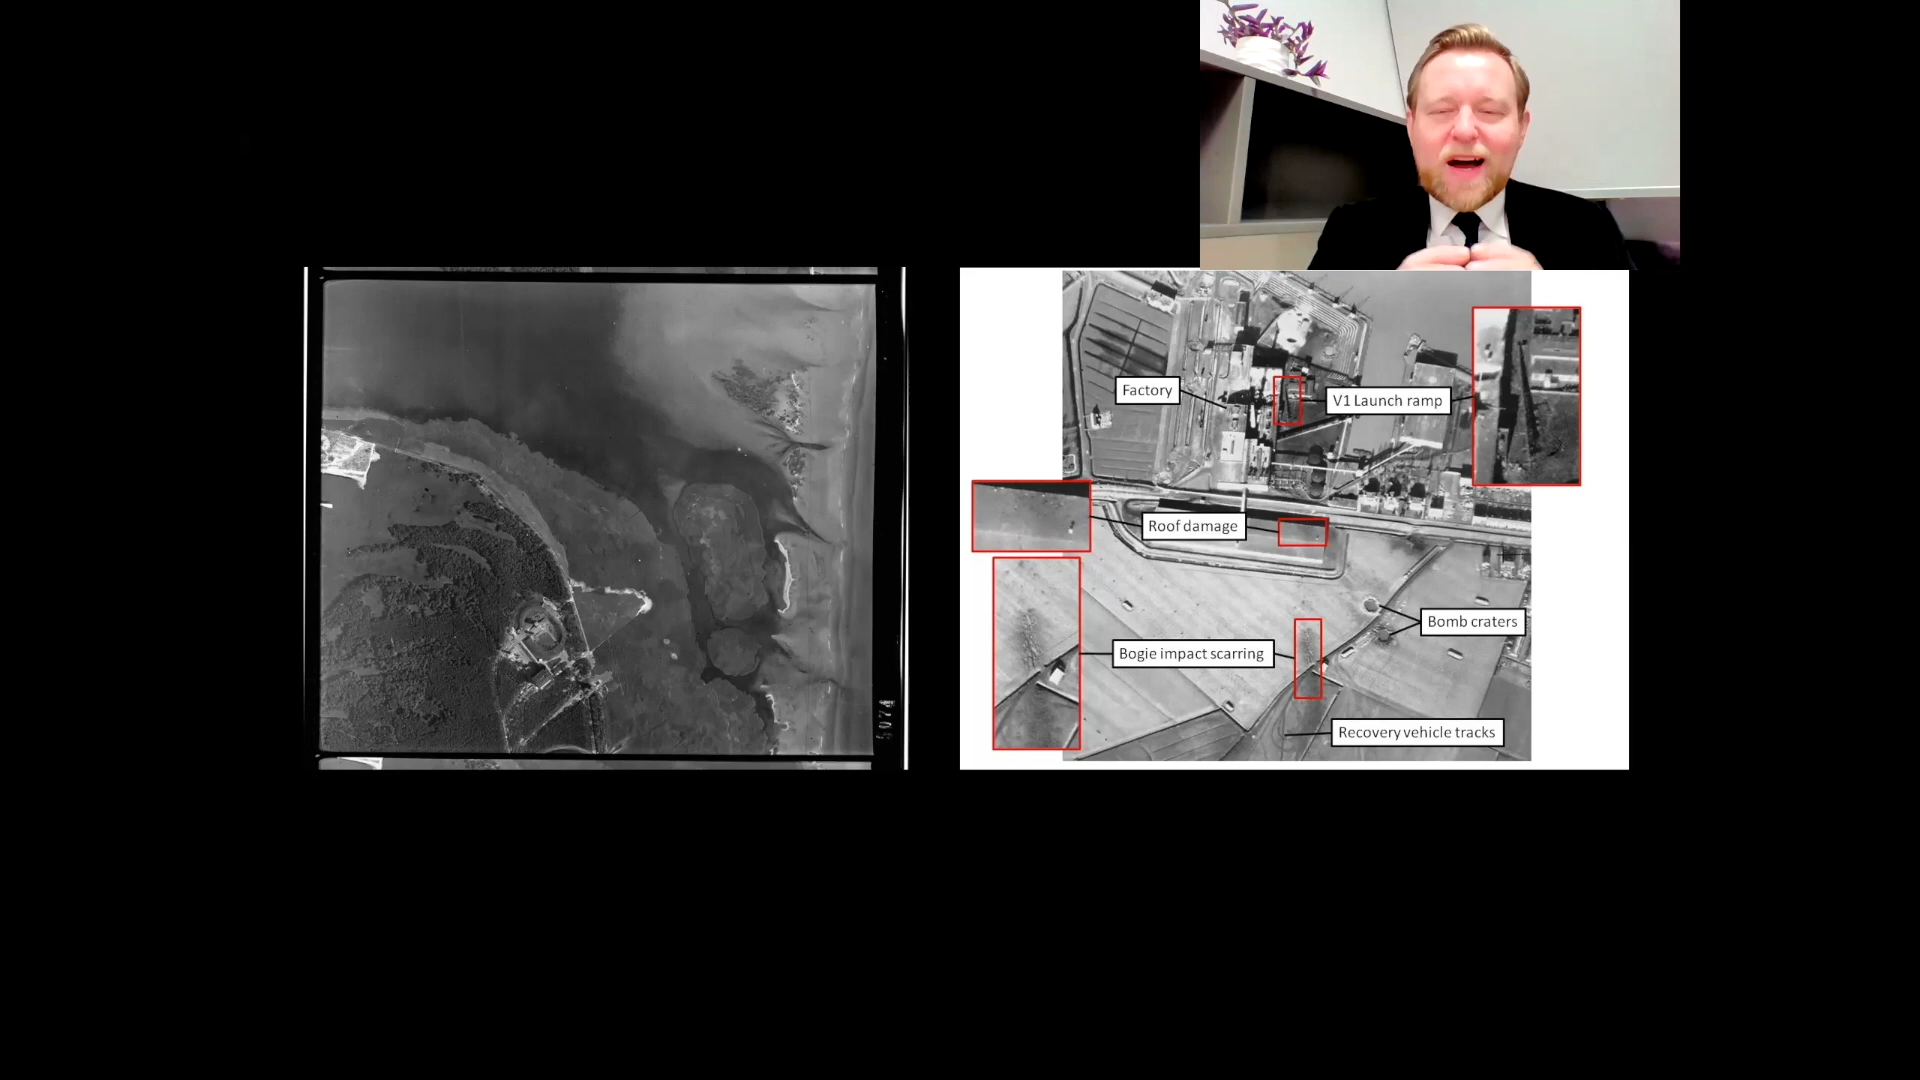 Factory
V1 Launch ramp
Roof damage
Bomb craters
Bogie impact scarring
Recovery vehicle tracks